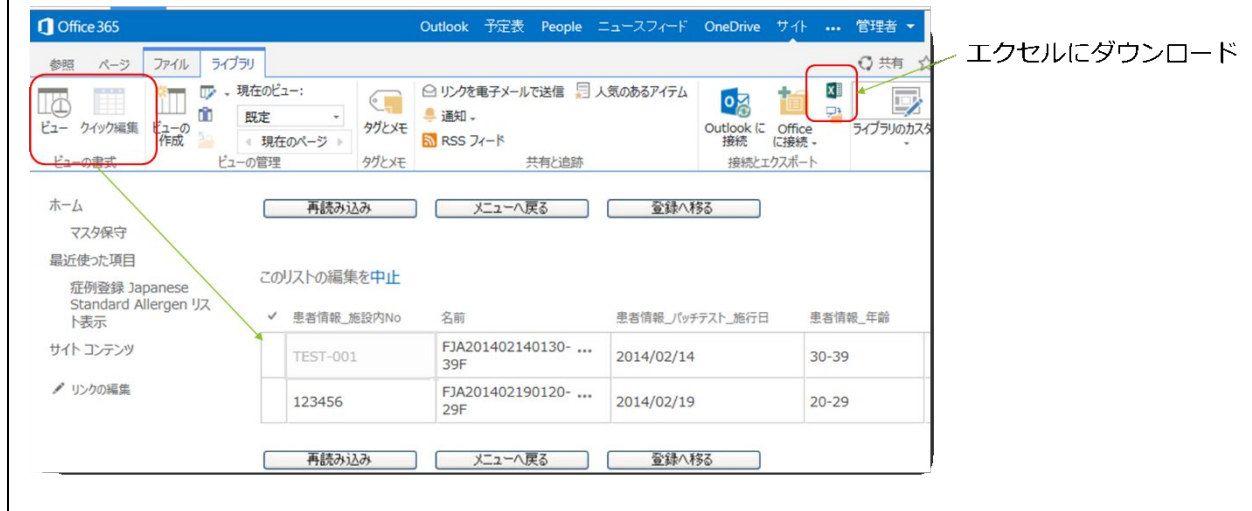 Office 365
Outlook 予定表 People ニュースフィード OneDrive サイト ••• 管理者
エクセルにダウンロード
参照 ページ ファイル ライブラリ 共有
ビュー クイック編集 ビューの作成
現在のビュー:
既定
現在のページ
タグとメモ
リンクを電子メールで送信 人気のあるアイテム
通知
RSS フィード
Outlook に接続
Office に接続
ライブラリのカス
ビューの書式 ビューの管理 タグとメモ 共有と追跡 接続とエクスポート
ホーム
マスタ保守
最近使った項目
症例登録 Japanese
Standard Allergen リス
ト表示
サイト コンテンツ
リンクの編集
再読み込み メニューへ戻る 登録へ移る
このリストの編集を中止
患者情報_施設内No 名前 患者情報_パッチテスト_施行日 患者情報_年齢
TEST-001 FJA201402140130-39F ... 2014/02/14 30-39
123456 FJA201402190120-29F ... 2014/02/19 20-29
再読み込み メニューへ戻る 登録へ移る